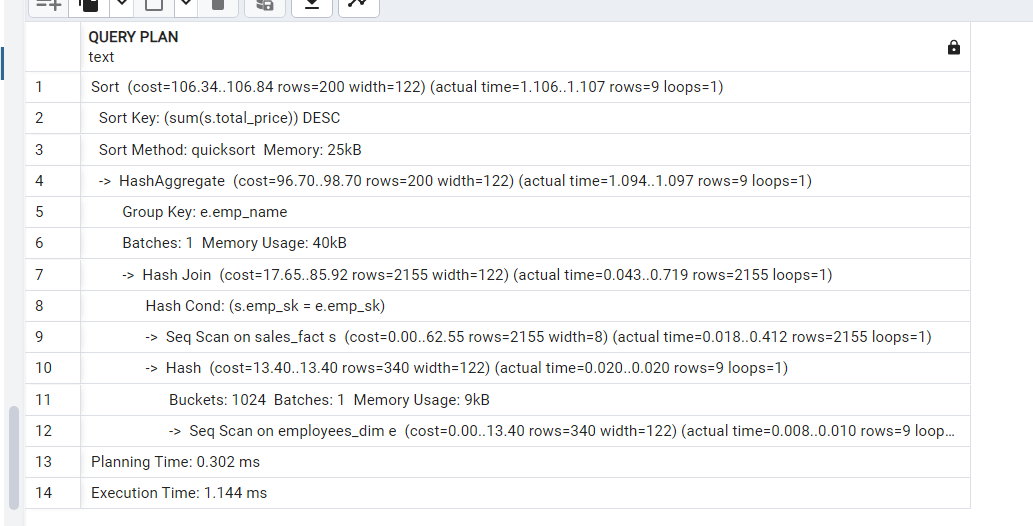 QUERY PLAN
text
1 Sort (cost=106.34..106.84 rows=200 width=122) (actual time=1.106..1.107 rows=9 loops=1)
2 Sort Key: (sum(s.total_price)) DESC
3 Sort Method: quicksort Memory: 25kB
4 -> HashAggregate (cost=96.70..98.70 rows=200 width=122) (actual time=1.094..1.097 rows=9 loops=1)
5 Group Key: e.emp_name
6 Batches: 1 Memory Usage: 40kB
7 -> Hash Join (cost=17.65..85.92 rows=2155 width=122) (actual time=0.043..0.719 rows=2155 loops=1)
8 Hash Cond: (s.emp_sk = e.emp_sk)
9 -> Seq Scan on sales_fact s (cost=0.00..62.55 rows=2155 width=8) (actual time=0.018..0.412 rows=2155 loops=1)
10 -> Hash (cost=13.40..13.40 rows=340 width=122) (actual time=0.020..0.020 rows=9 loops=1)
11 Buckets: 1024 Batches: 1 Memory Usage: 9kB
12 -> Seq Scan on employees_dim e (cost=0.00..13.40 rows=340 width=122) (actual time=0.008..0.010 rows=9 loop...
13 Planning Time: 0.302 ms
14 Execution Time: 1.144 ms